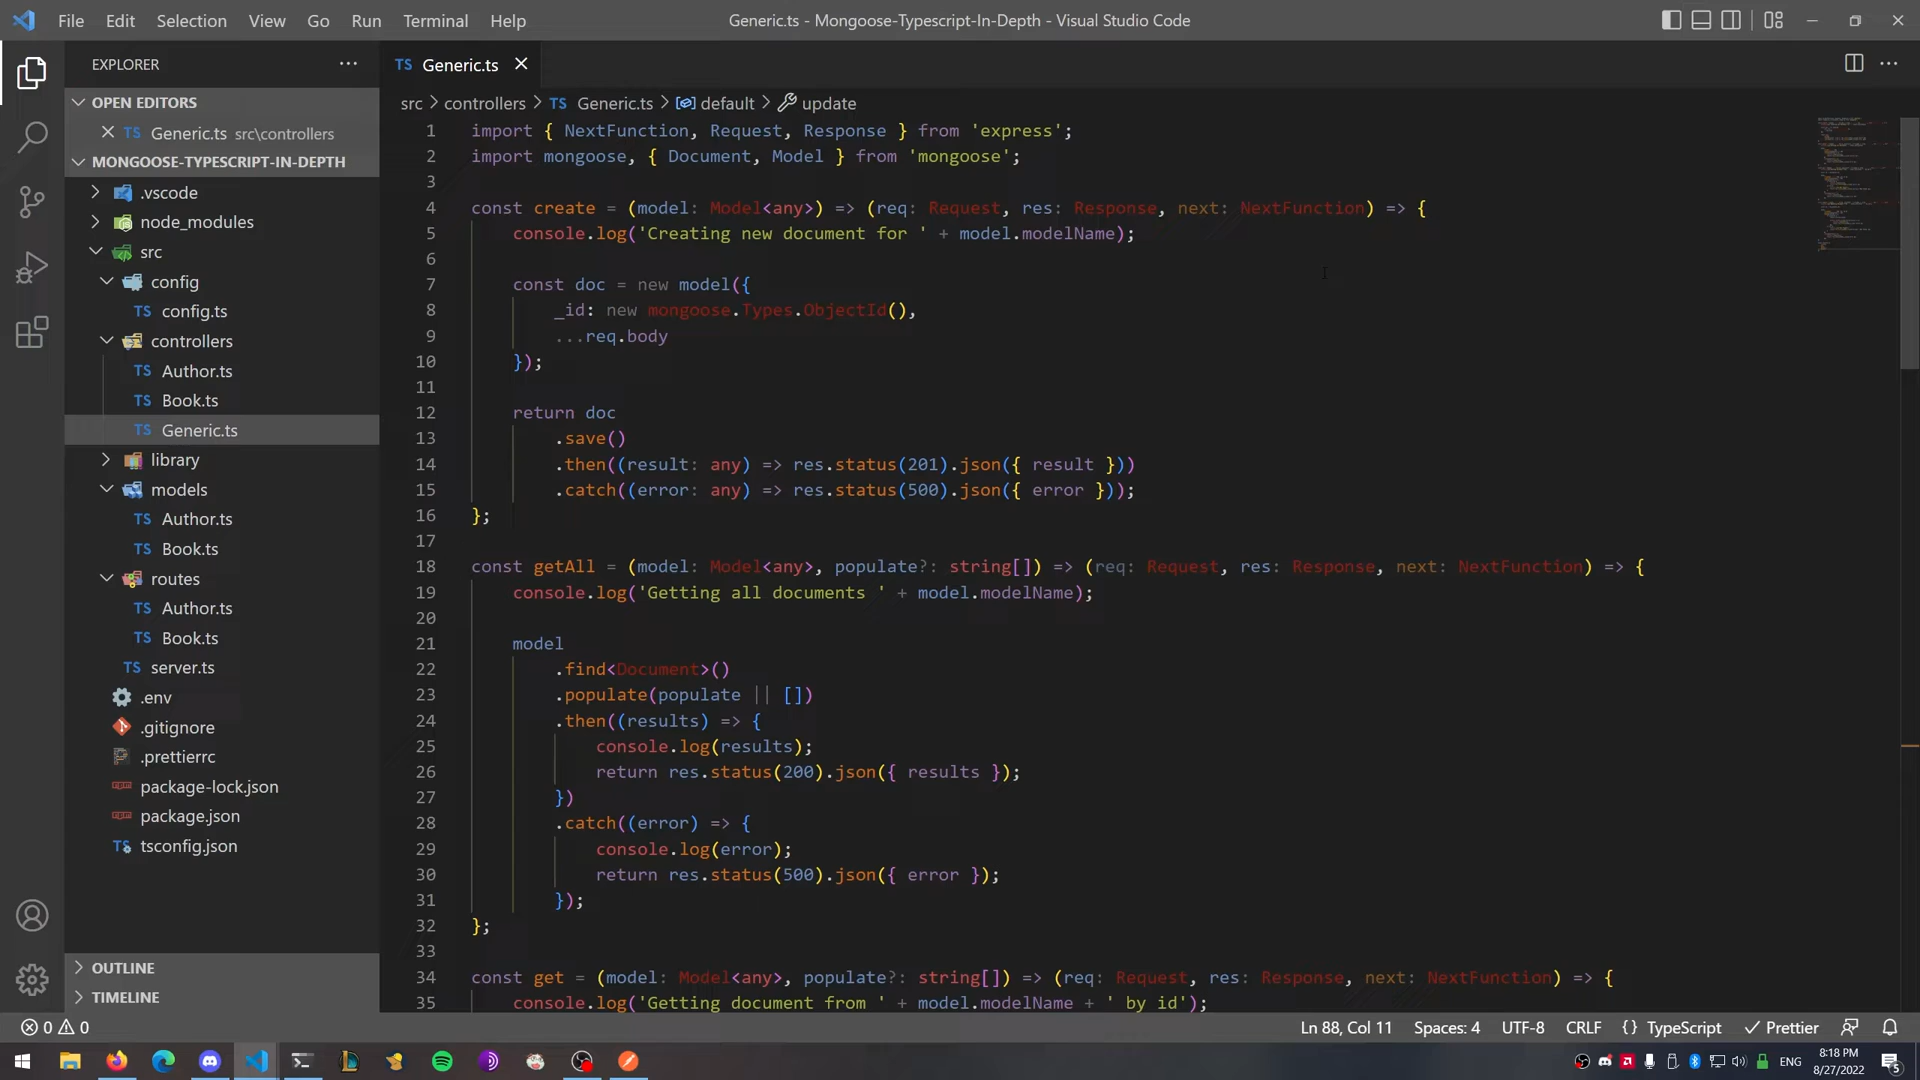 File Edit Selection View Go Run Terminal Help
Generic.ts - Mongoose-Typescript-In-Depth - Visual Studio Code
EXPLORER
OPEN EDITORS
TS Generic.ts src\controllers
MONGOOSE-TYPESCRIPT-IN-DEPTH
.vscode
node_modules
src
config
TS config.ts
controllers
TS Author.ts
TS Book.ts
TS Generic.ts
library
models
TS Author.ts
TS Book.ts
routes
TS Author.ts
TS Book.ts
TS server.ts
.env
.gitignore
.prettierrc
package-lock.json
package.json
tsconfig.json
OUTLINE
TIMELINE
TS Generic.ts
src > controllers > TS Generic.ts > default > update
1 import { NextFunction, Request, Response } from 'express';
2 import mongoose, { Document, Model } from 'mongoose';
3
4 const create = (model: Model<any>) => (req: Request, res: Response, next: NextFunction) => {
5 console.log('Creating new document for ' + model.modelName);
6
7 const doc = new model({
8 _id: new mongoose.Types.ObjectId(),
9 ...req.body
10 });
11
12 return doc
13 .save()
14 .then((result: any) => res.status(201).json({ result }))
15 .catch((error: any) => res.status(500).json({ error }));
16 };
17
18 const getAll = (model: Model<any>, populate?: string[]) => (req: Request, res: Response, next: NextFunction) => {
19 console.log('Getting all documents ' + model.modelName);
20
21 model
22 .find<Document>()
23 .populate(populate || [])
24 .then((results) => {
25 console.log(results);
26 return res.status(200).json({ results });
27 })
28 .catch((error) => {
29 console.log(error);
30 return res.status(500).json({ error });
31 });
32 };
33
34 const get = (model: Model<any>, populate?: string[]) => (req: Request, res: Response, next: NextFunction) => {
35 console.log('Getting document from ' + model.modelName + ' by id');
0 0
Ln 88, Col 11 Spaces: 4 UTF-8 CRLF {} TypeScript Prettier
ENG
8:18 PM
8/27/2022
5